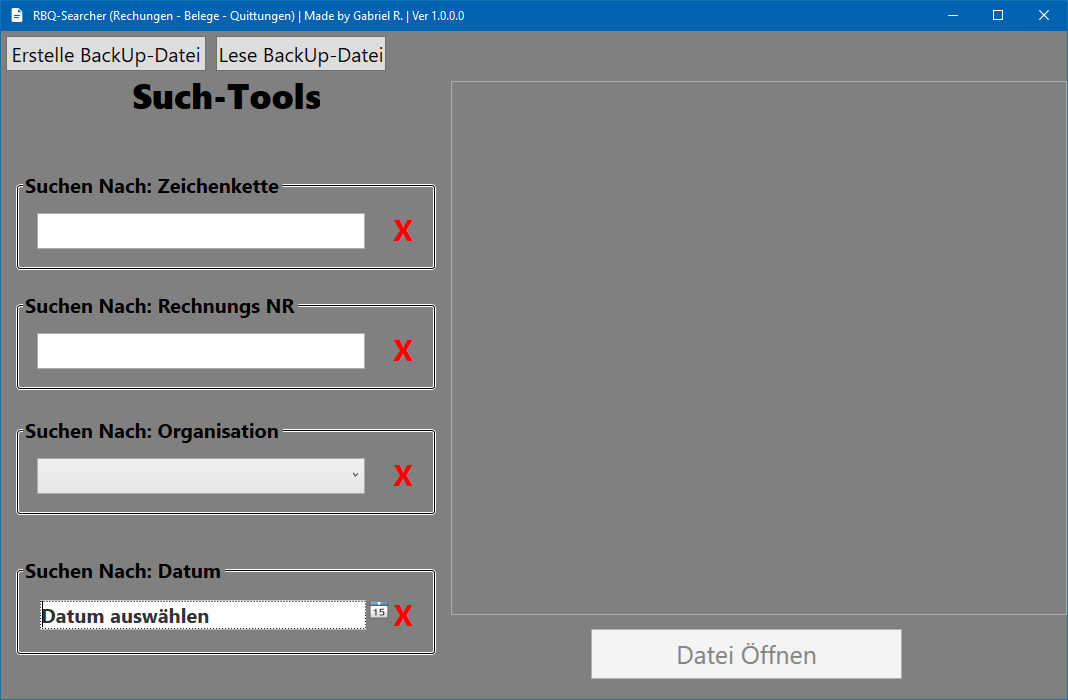 RBQ-Searcher (Rechungen - Belege - Quittungen) | Made by Gabriel R. | Ver 1.0.0.0
Erstelle BackUp-Datei Lese BackUp-Datei
Such-Tools
Suchen Nach: Zeichenkette
X
Suchen Nach: Rechnungs NR
X
Suchen Nach: Organisation
X
Suchen Nach: Datum
Datum auswählen 15 X
Datei Öffnen